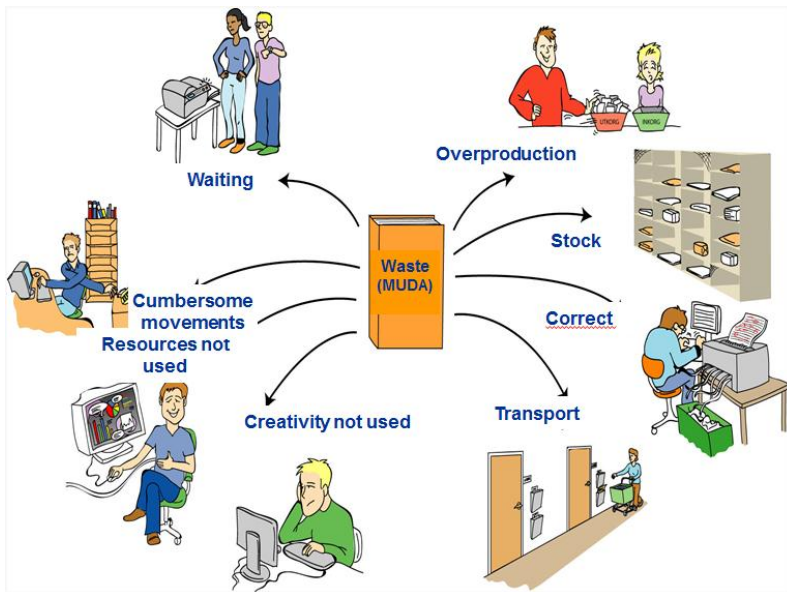 UTKORG
INKORG
Overproduction
Waiting
Stock
Waste
(MUDA)
Cumbersome
movements
Resources not
used
Correct
Creativity not used
Transport